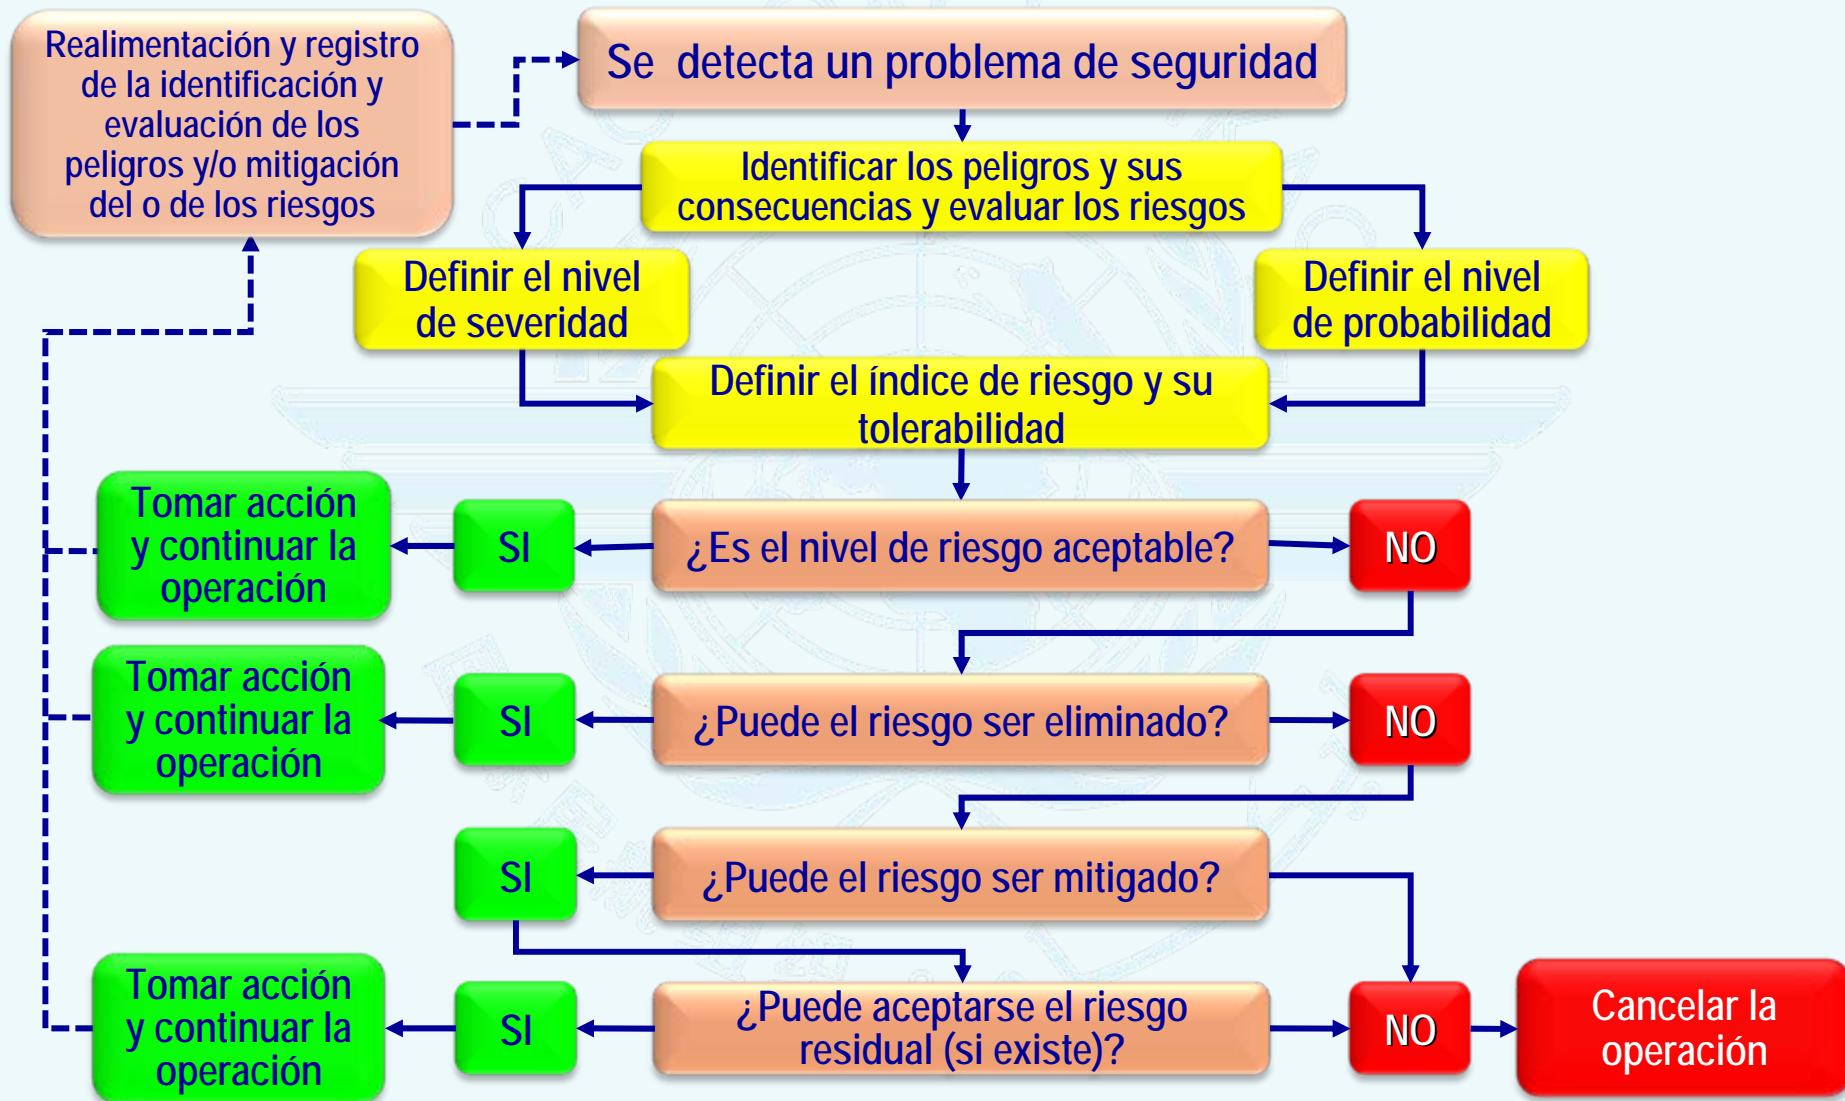 Realimentación y registro
de la identificación y
evaluación de los
peligros y/o mitigación
del o de los riesgos
Se detecta un problema de seguridad
Identificar los peligros y sus
consecuencias y evaluar los riesgos
Definir el nivel
de severidad
Definir el nivel
de probabilidad
Definir el índice de riesgo y su
tolerabilidad
Tomar acción
y continuar la
operación
SI
¿Es el nivel de riesgo aceptable?
NO
Tomar acción
y continuar la
operación
SI
¿Puede el riesgo ser eliminado?
NO
SI
¿Puede el riesgo ser mitigado?
Tomar acción
y continuar la
operación
SI
¿Puede aceptarse el riesgo
residual (si existe)?
NO
Cancelar la
operación